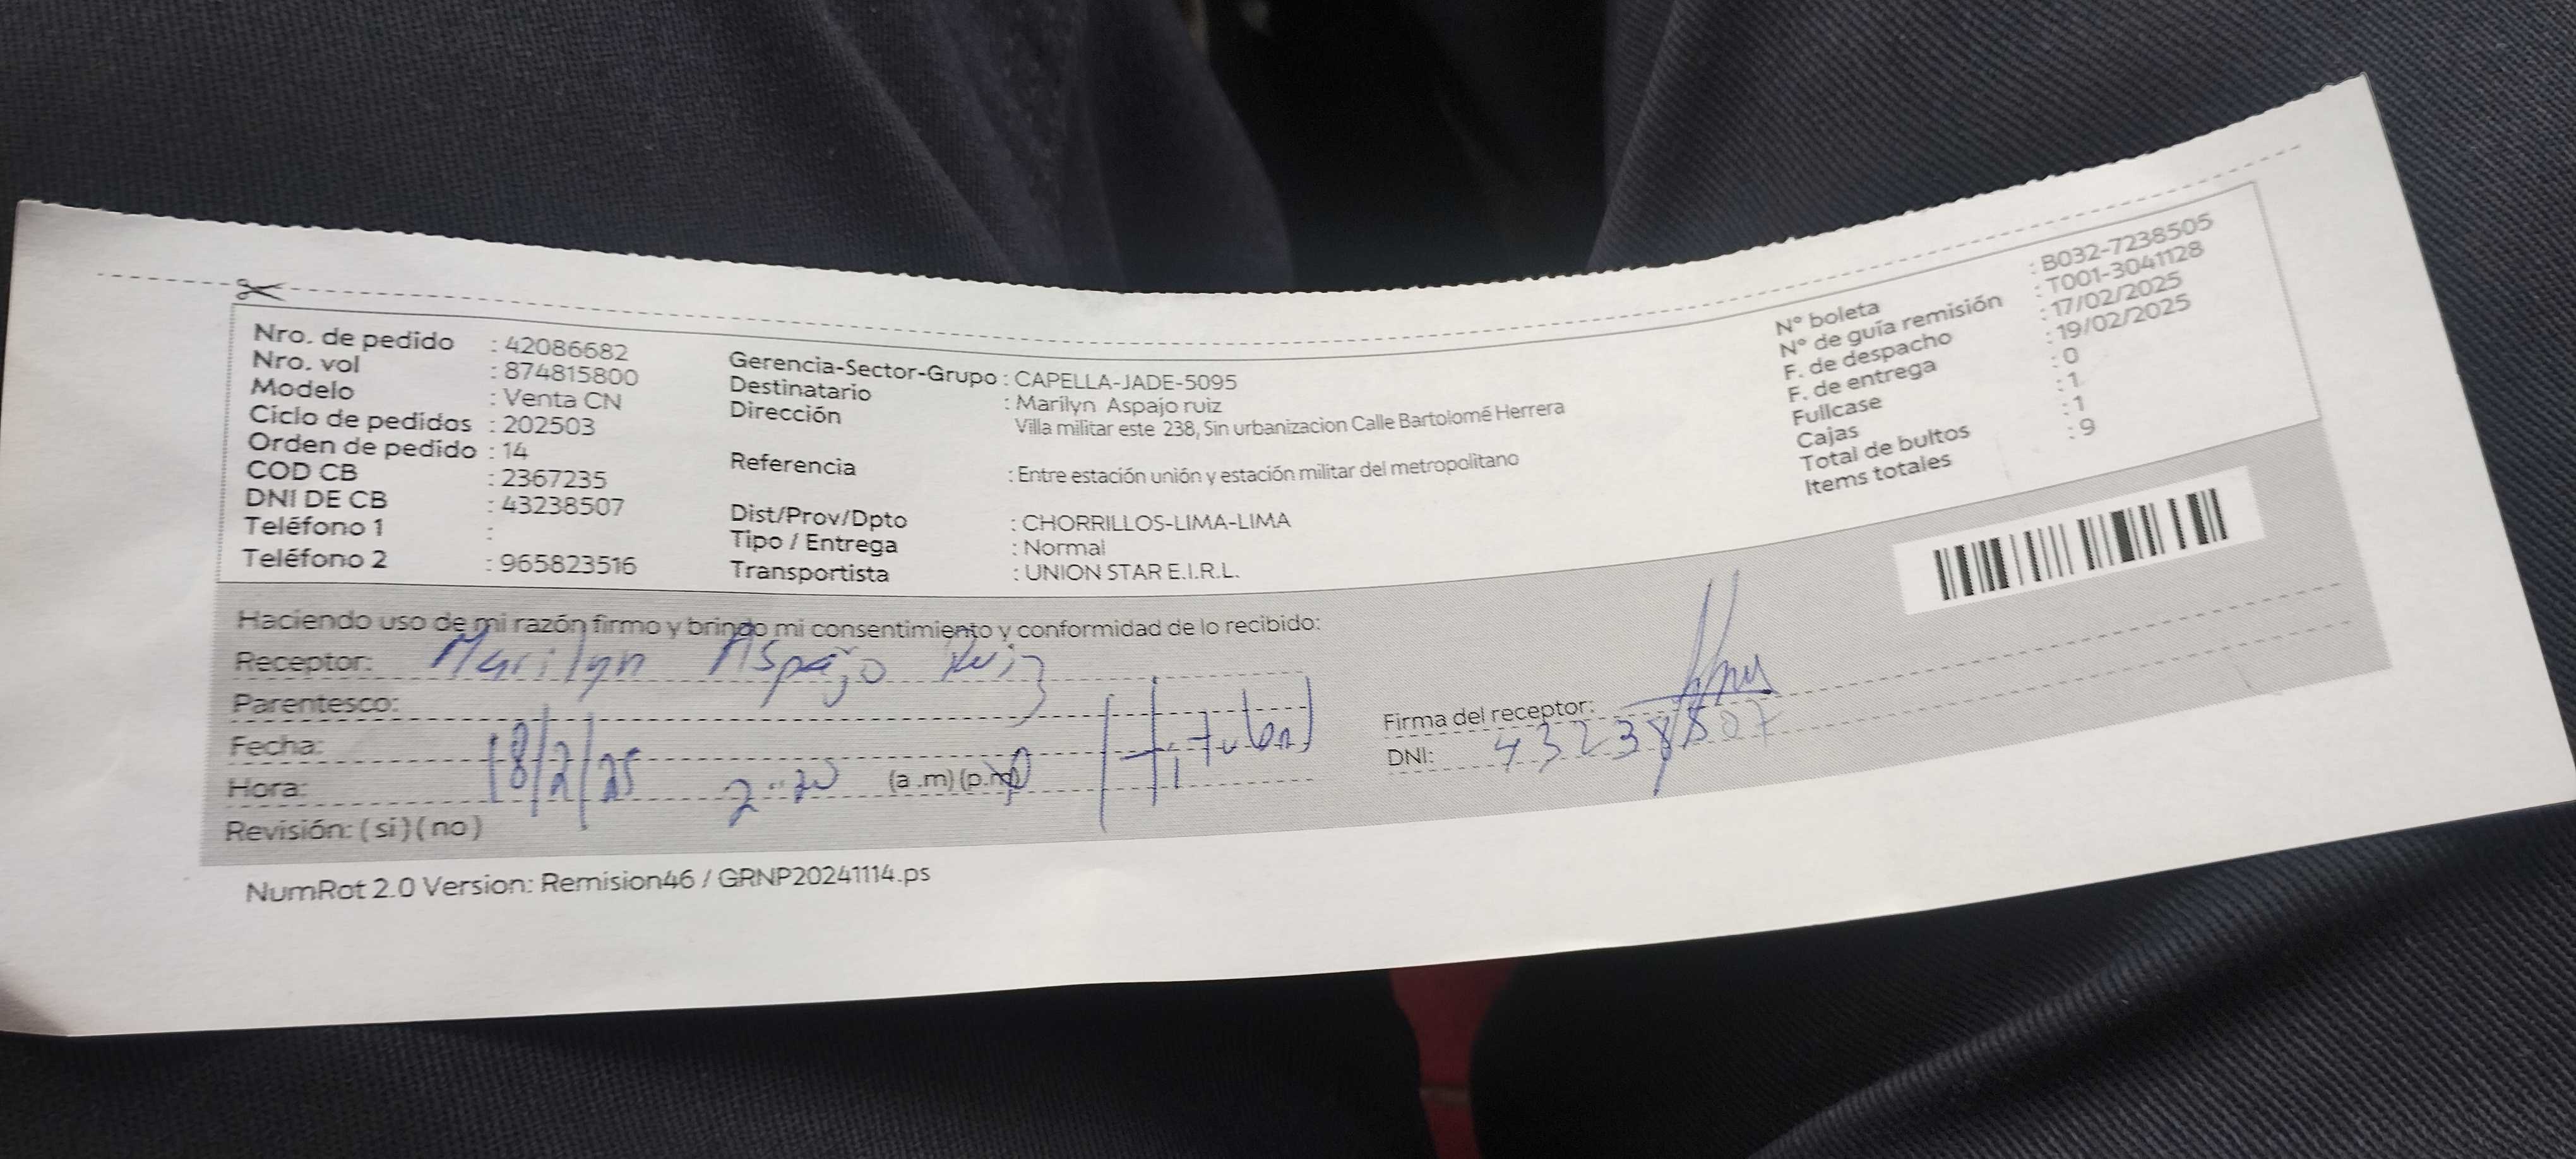 Nro. de pedido : 42086682
Nro. vol : 874815800
Modelo : Venta CN
Ciclo de pedidos : 202503
Orden de pedido : 14
COD CB : 2367235
DNI DE CB : 43238507
Teléfono 1 :
Teléfono 2 : 965823516
Gerencia-Sector-Grupo : CAPELLA-JADE-5095
Destinatario : Marilyn Aspajo ruiz
Dirección Villa militar este 238, Sin urbanizacion Calle Bartolomé Herrera
Referencia : Entre estación unión y estación militar del metropolitano
Dist/Prov/Dpto : CHORRILLOS-LIMA-LIMA
Tipo / Entrega : Normal
Transportista : UNION STAR E.I.R.L.
N° boleta : B032-7238505
N° de guía remisión : T001-3041128
F. de despacho : 17/02/2025
F. de entrega : 19/02/2025
Fullcase : 0
Cajas : 1
Total de bultos : 1
Items totales : 9
Haciendo uso de mi razón firmo y brindo mi consentimiento y conformidad de lo recibido:
Receptor: Marilyn Aspajo Ruiz
Parentesco:
Fecha: 18/2/25
Hora: 2:20 (a.m)(p.m)
Revisión: (si)(no)
Titular
Firma del receptor:
DNI: 43238507
NumRot 2.0 Version: Remision46 / GRNP20241114.ps